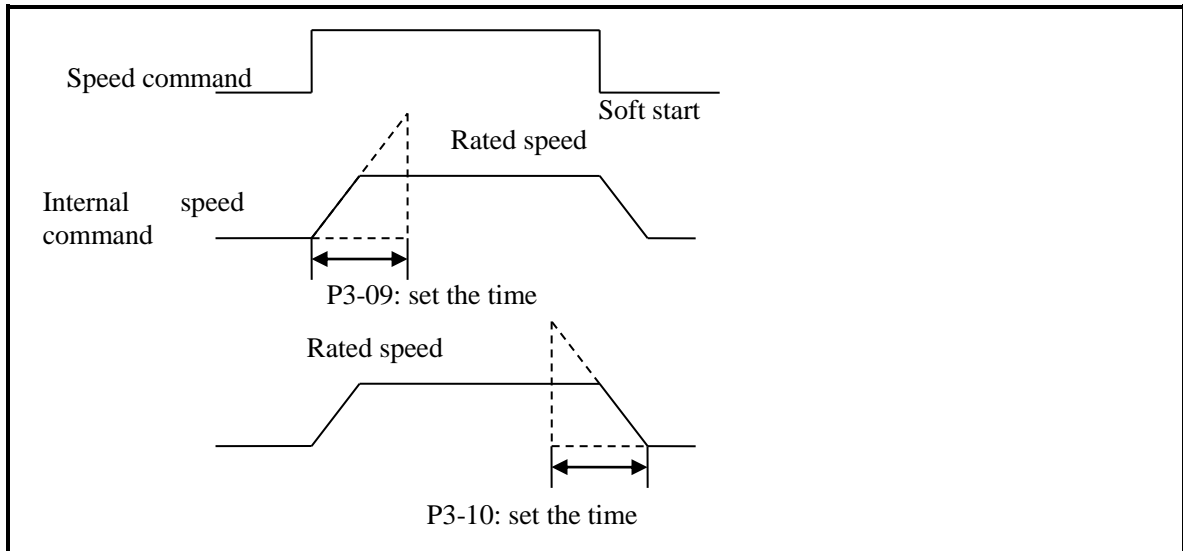 Speed command
Soft start
Rated speed
Internal speed
command
P3-09: set the time
Rated speed
P3-10: set the time